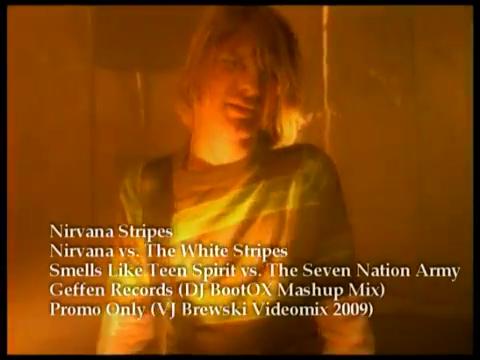 Nirvana Stripes
Nirvana vs. The White Stripes
Smells Like Teen Spirit vs. The Seven Nation Army
Geffen Records (DJ BootOX Mashup Mix)
Promo Only (VJ Brewski Videomix 2009)